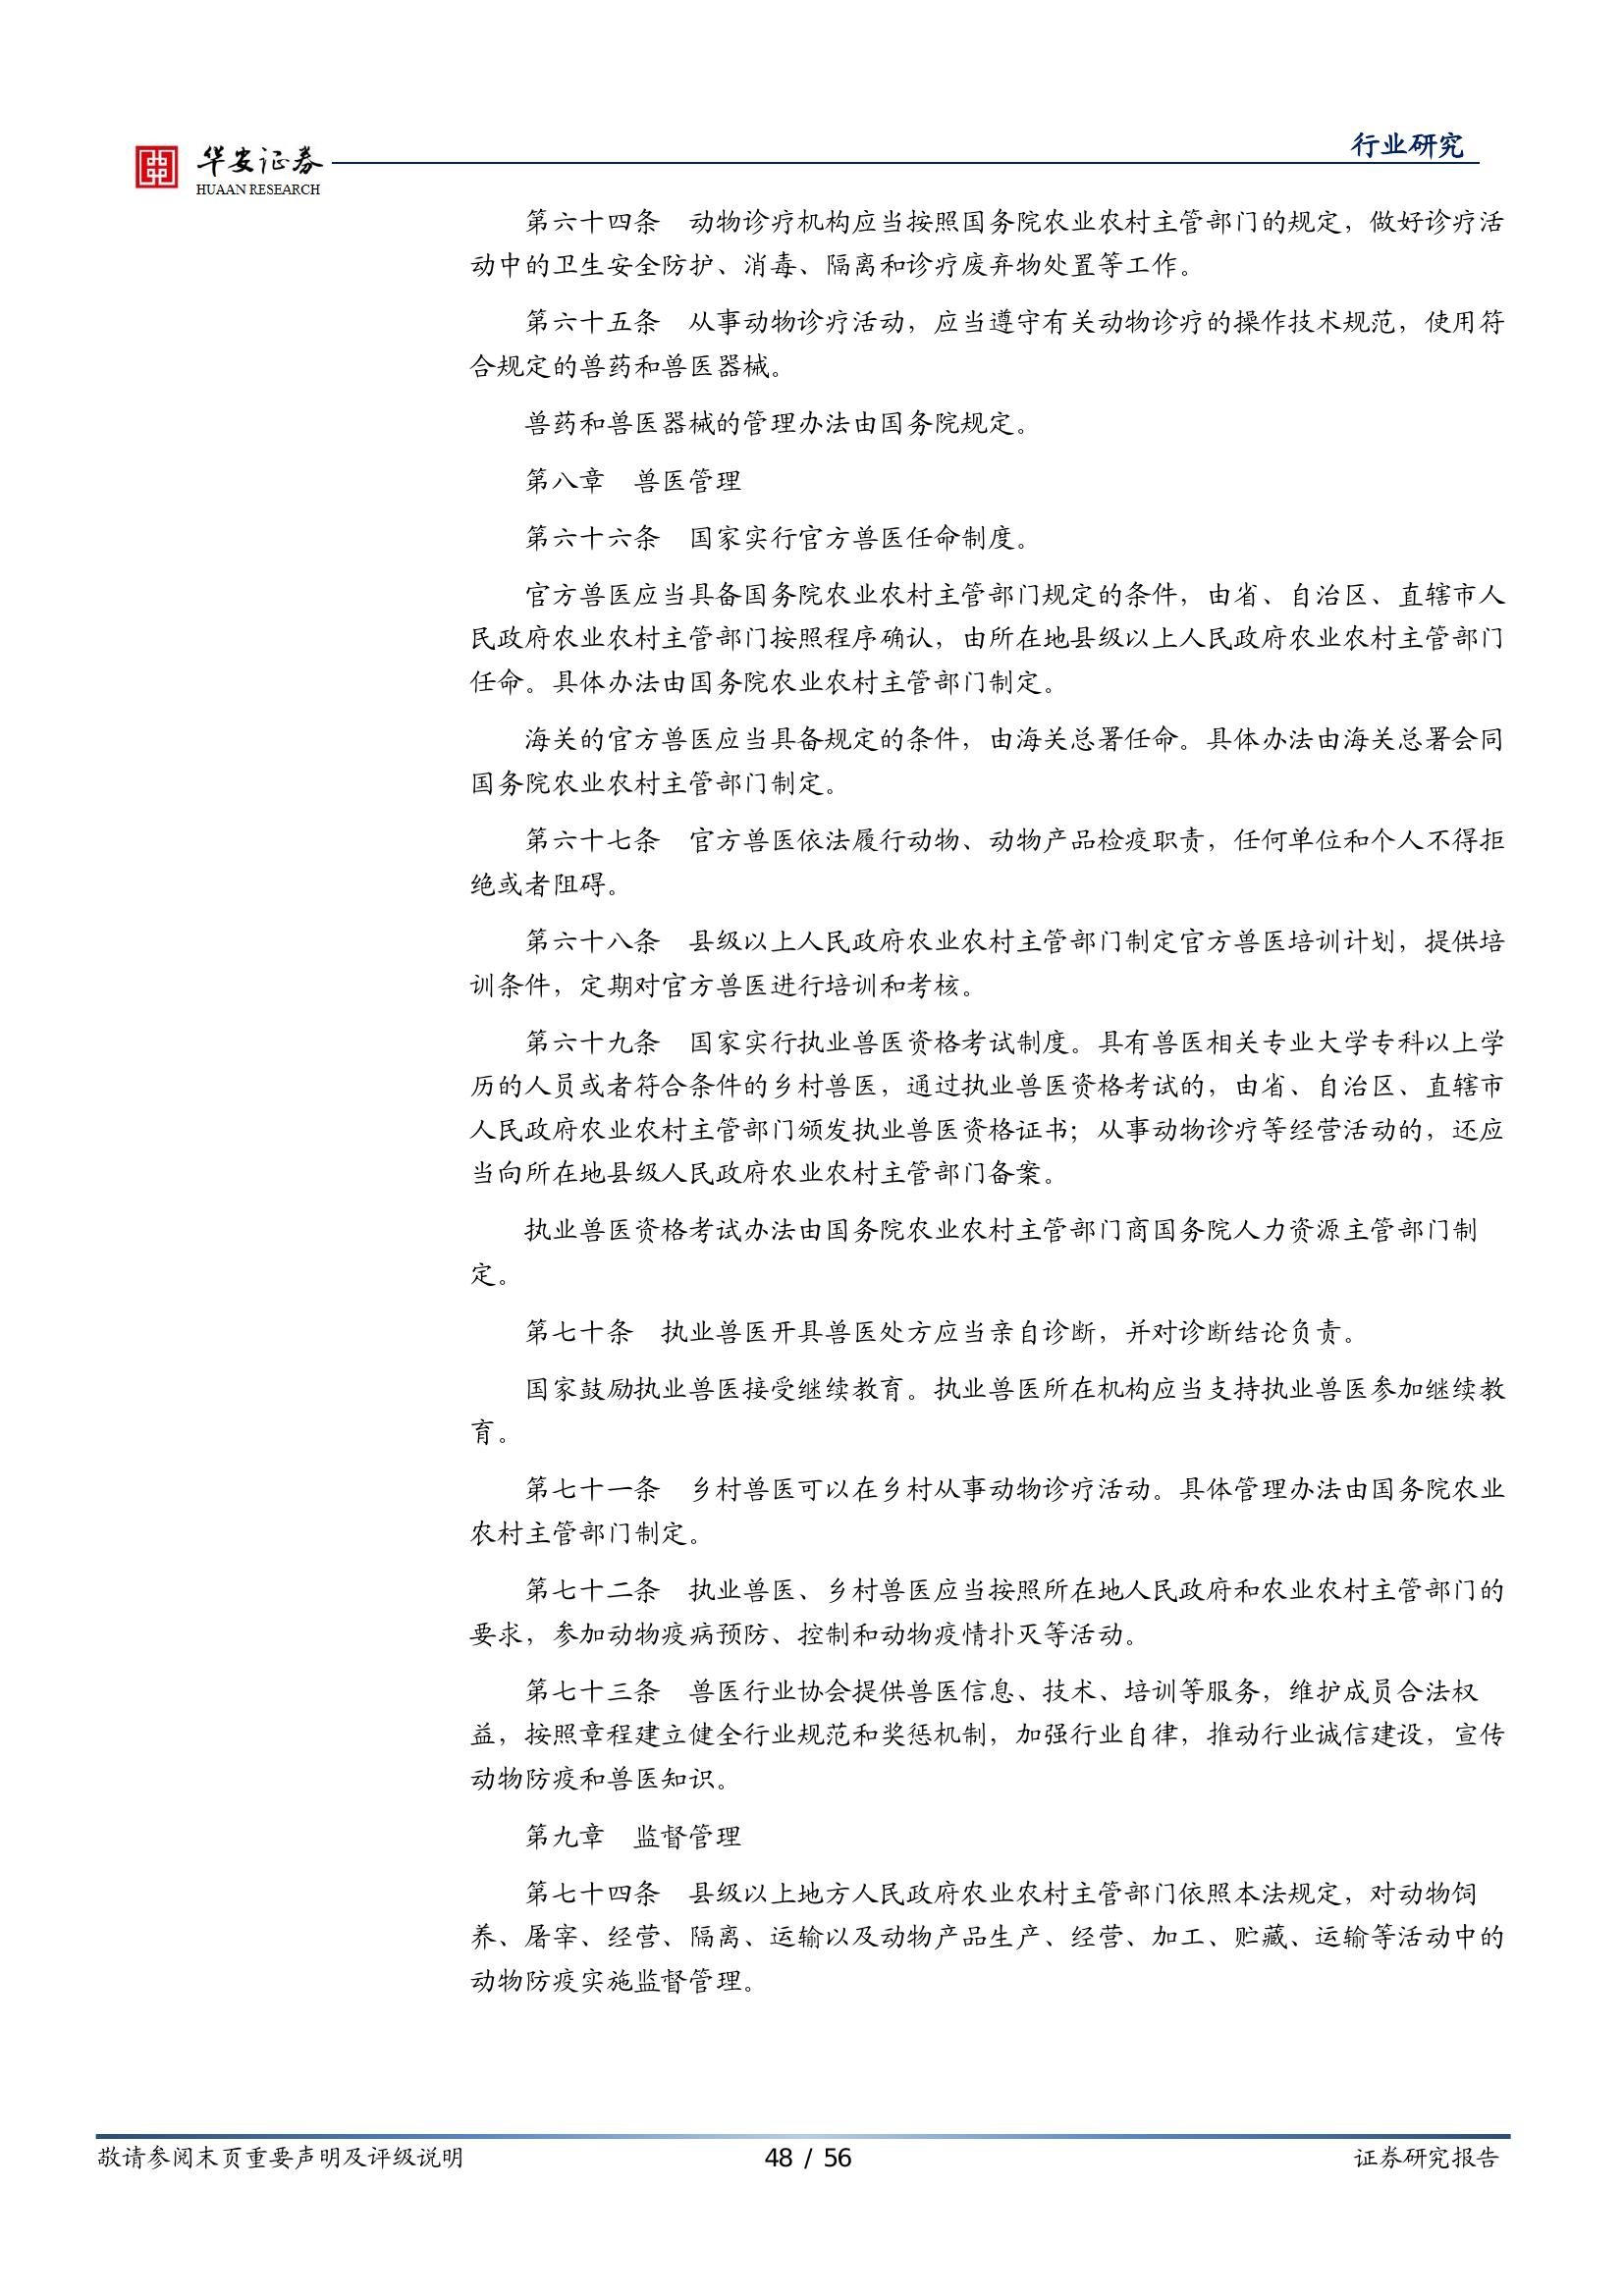 华安证券
HUAAN RESEARCH
行业研究
第六十四条　动物诊疗机构应当按照国务院农业农村主管部门的规定，做好诊疗活
动中的卫生安全防护、消毒、隔离和诊疗废弃物处置等工作。
第六十五条　从事动物诊疗活动，应当遵守有关动物诊疗的操作技术规范，使用符
合规定的兽药和兽医器械。
兽药和兽医器械的管理办法由国务院规定。
第八章　兽医管理
第六十六条　国家实行官方兽医任命制度。
官方兽医应当具备国务院农业农村主管部门规定的条件，由省、自治区、直辖市人
民政府农业农村主管部门按照程序确认，由所在地县级以上人民政府农业农村主管部门
任命。具体办法由国务院农业农村主管部门制定。
海关的官方兽医应当具备规定的条件，由海关总署任命。具体办法由海关总署会同
国务院农业农村主管部门制定。
第六十七条　官方兽医依法履行动物、动物产品检疫职责，任何单位和个人不得拒
绝或者阻碍。
第六十八条　县级以上人民政府农业农村主管部门制定官方兽医培训计划，提供培
训条件，定期对官方兽医进行培训和考核。
第六十九条　国家实行执业兽医资格考试制度。具有兽医相关专业大学专科以上学
历的人员或者符合条件的乡村兽医，通过执业兽医资格考试的，由省、自治区、直辖市
人民政府农业农村主管部门颁发执业兽医资格证书；从事动物诊疗等经营活动的，还应
当向所在地县级人民政府农业农村主管部门备案。
执业兽医资格考试办法由国务院农业农村主管部门商国务院人力资源主管部门制
定。
第七十条　执业兽医开具兽医处方应当亲自诊断，并对诊断结论负责。
国家鼓励执业兽医接受继续教育。执业兽医所在机构应当支持执业兽医参加继续教
育。
第七十一条　乡村兽医可以在乡村从事动物诊疗活动。具体管理办法由国务院农业
农村主管部门制定。
第七十二条　执业兽医、乡村兽医应当按照所在地人民政府和农业农村主管部门的
要求，参加动物疫病预防、控制和动物疫情扑灭等活动。
第七十三条　兽医行业协会提供兽医信息、技术、培训等服务，维护成员合法权
益，按照章程建立健全行业规范和奖惩机制，加强行业自律，推动行业诚信建设，宣传
动物防疫和兽医知识。
第九章　监督管理
第七十四条　县级以上地方人民政府农业农村主管部门依照本法规定，对动物饲
养、屠宰、经营、隔离、运输以及动物产品生产、经营、加工、贮藏、运输等活动中的
动物防疫实施监督管理。
敬请参阅末页重要声明及评级说明
48 / 56
证券研究报告